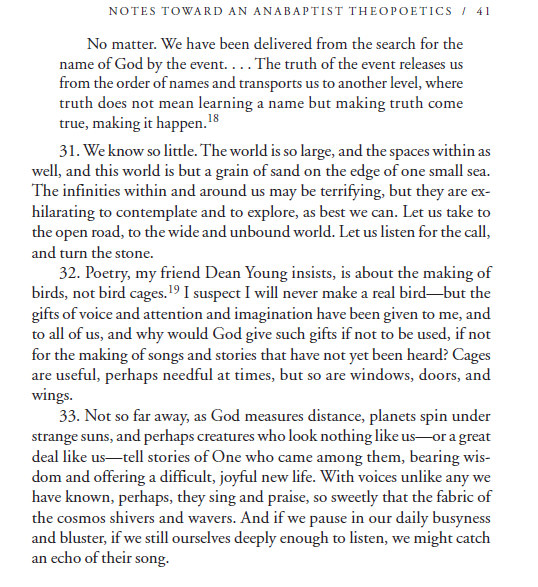 NOTES TOWARD AN ANABAPTIST THEOPOETICS / 41
No matter. We have been delivered from the search for the
name of God by the event. . . . The truth of the event releases us
from the order of names and transports us to another level, where
truth does not mean learning a name but making truth come
true, making it happen.18
31. We know so little. The world is so large, and the spaces within as
well, and this world is but a grain of sand on the edge of one small sea.
The infinities within and around us may be terrifying, but they are ex-
hilarating to contemplate and to explore, as best we can. Let us take to
the open road, to the wide and unbound world. Let us listen for the call,
and turn the stone.
32. Poetry, my friend Dean Young insists, is about the making of
birds, not bird cages.19 I suspect I will never make a real bird—but the
gifts of voice and attention and imagination have been given to me, and
to all of us, and why would God give such gifts if not to be used, if not
for the making of songs and stories that have not yet been heard? Cages
are useful, perhaps needful at times, but so are windows, doors, and
wings.
33. Not so far away, as God measures distance, planets spin under
strange suns, and perhaps creatures who look nothing like us—or a great
deal like us—tell stories of One who came among them, bearing wis-
dom and offering a difficult, joyful new life. With voices unlike any we
have known, perhaps, they sing and praise, so sweetly that the fabric of
the cosmos shivers and wavers. And if we pause in our daily busyness
and bluster, if we still ourselves deeply enough to listen, we might catch
an echo of their song.